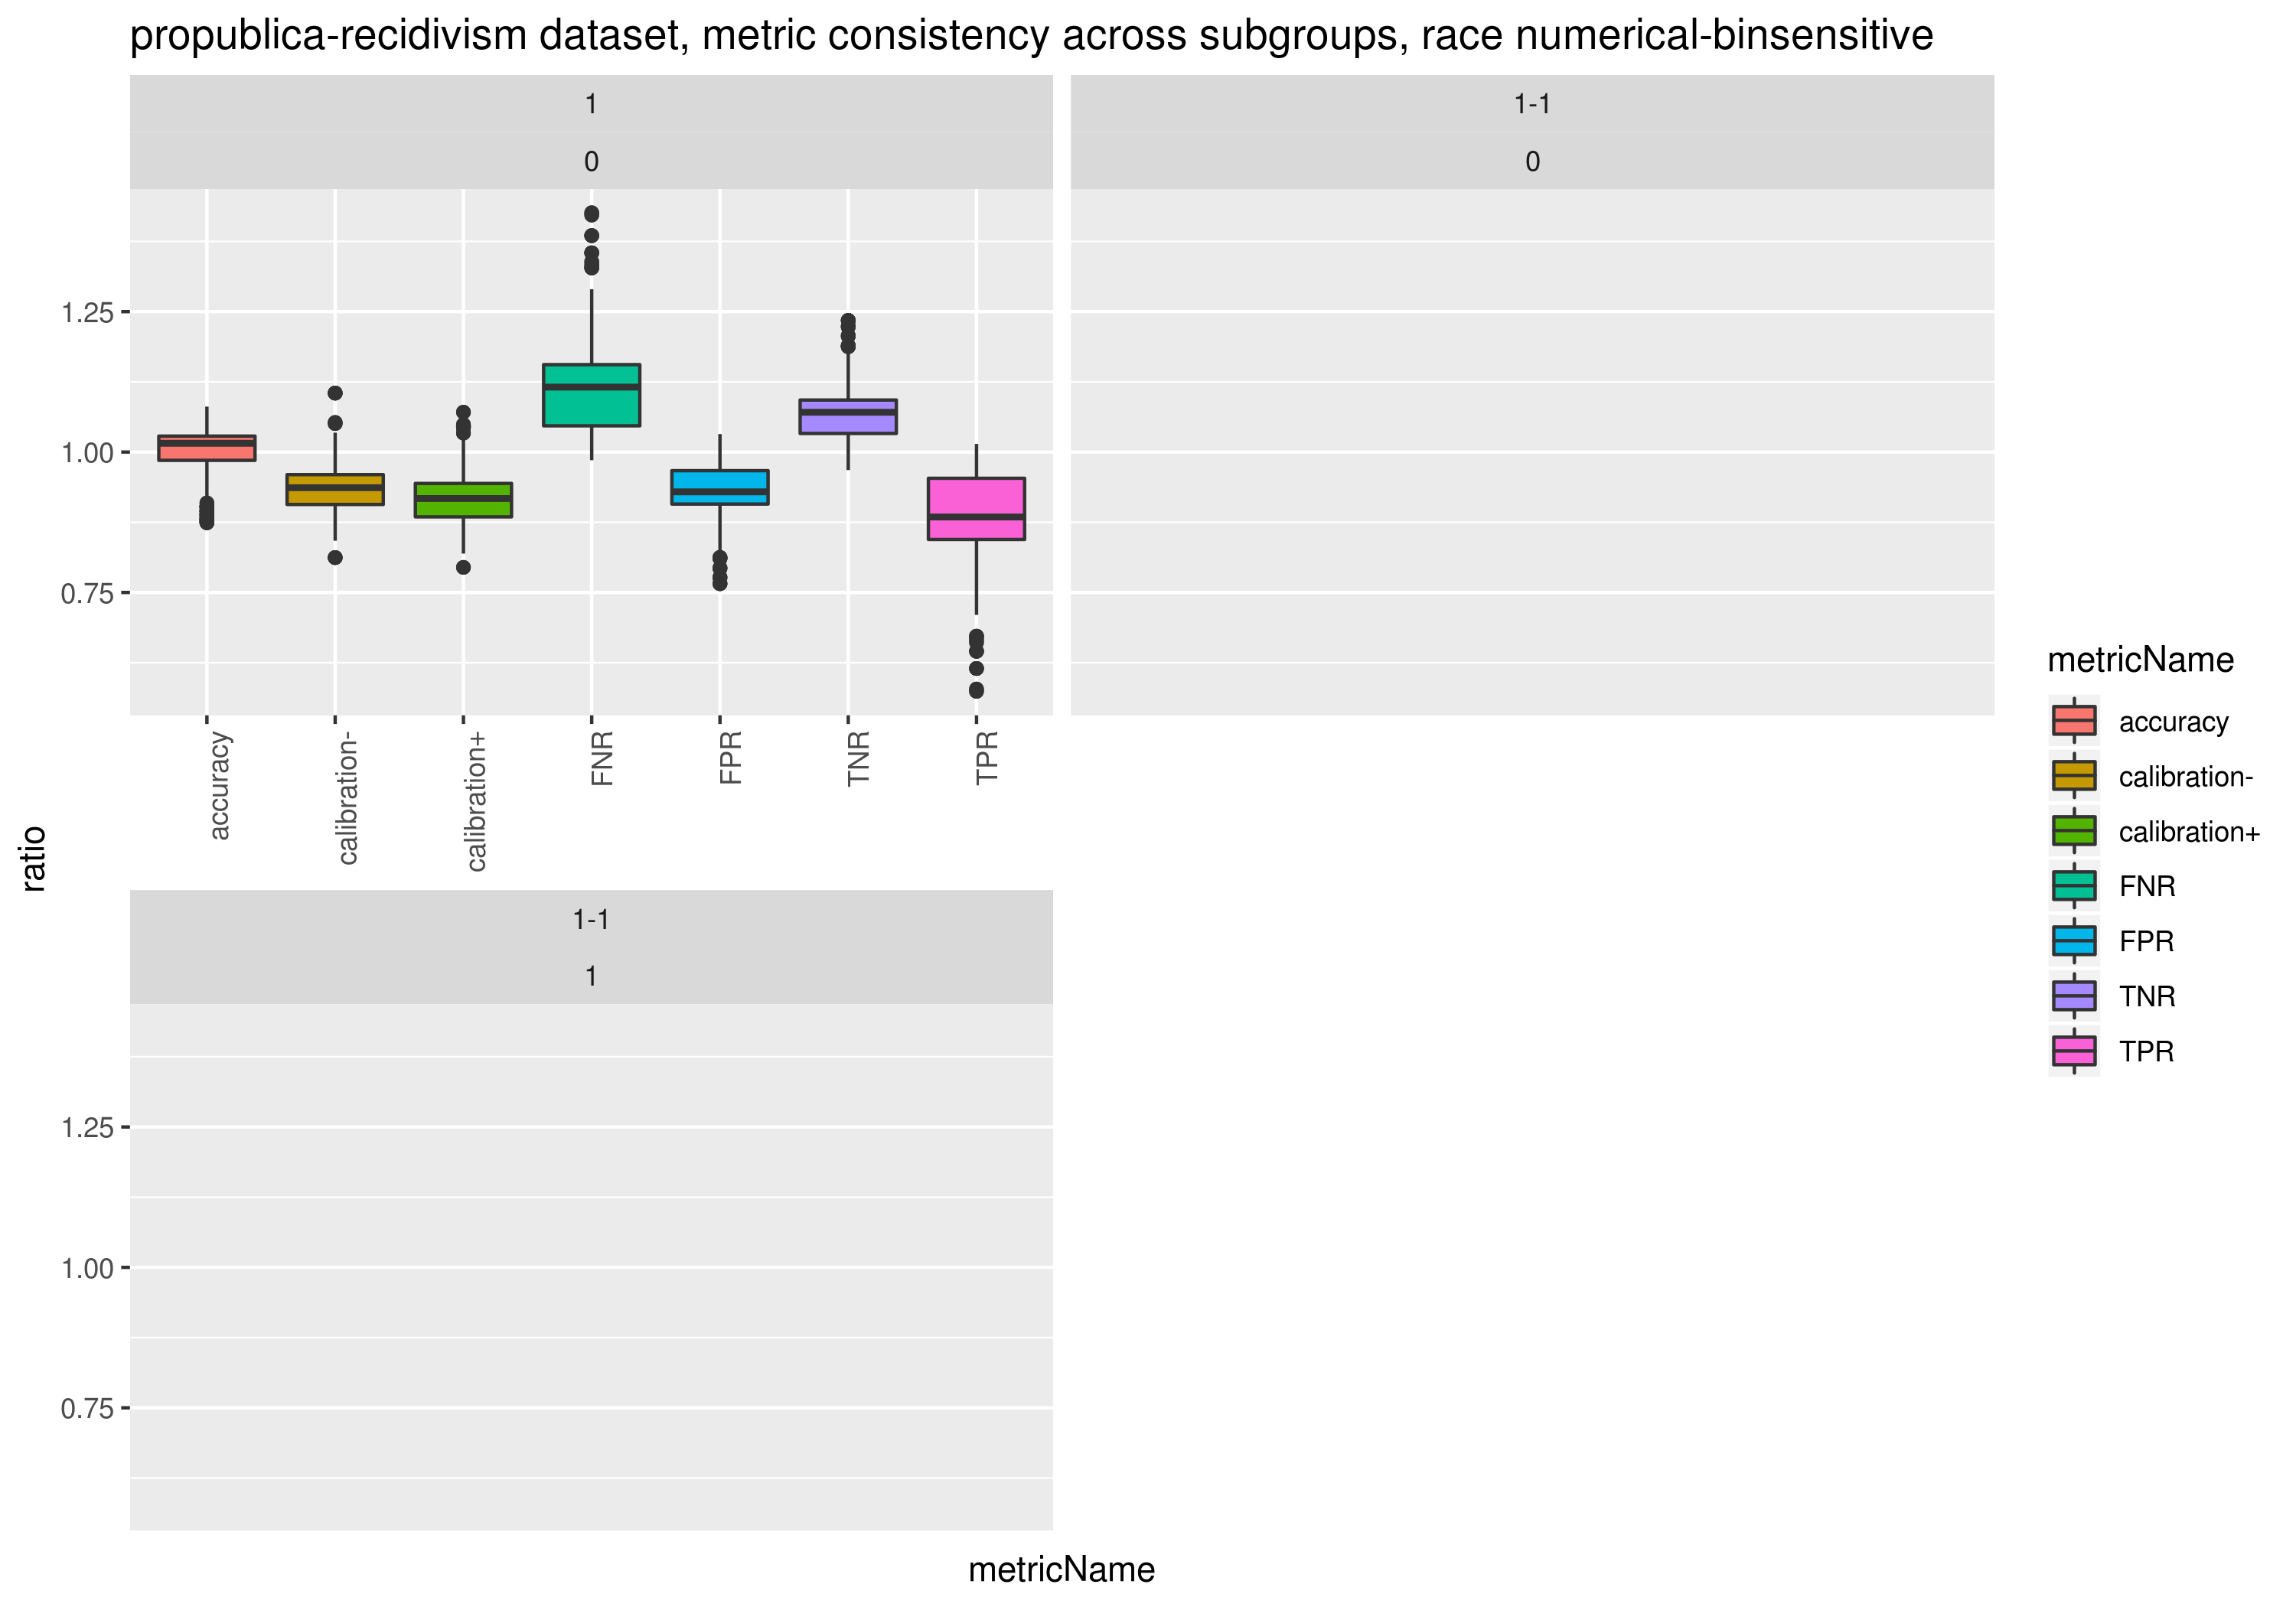 propublica-recidivism dataset, metric consistency across subgroups, race numerical-binsensitive
1
0
1-1
0
1.25
1.00
0.75
accuracy
calibration-
calibration+
FNR
FPR
TNR
TPR
1-1
1
1.25
1.00
0.75
ratio
metricName
metricName
accuracy
calibration-
calibration+
FNR
FPR
TNR
TPR